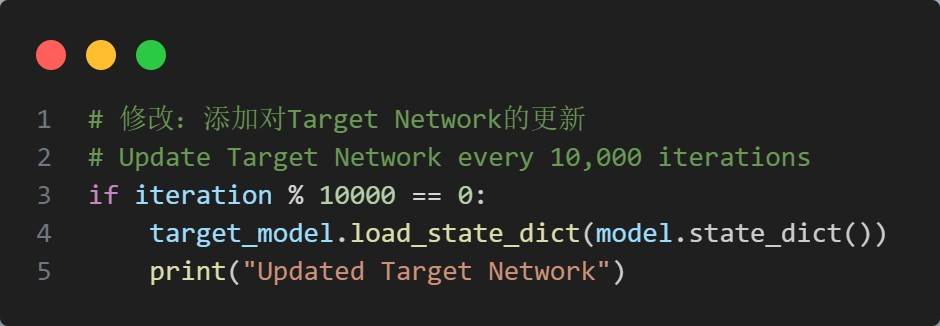 1 # 修改：添加对Target Network的更新
2 # Update Target Network every 10,000 iterations
3 if iteration % 10000 == 0:
4     target_model.load_state_dict(model.state_dict())
5     print("Updated Target Network")